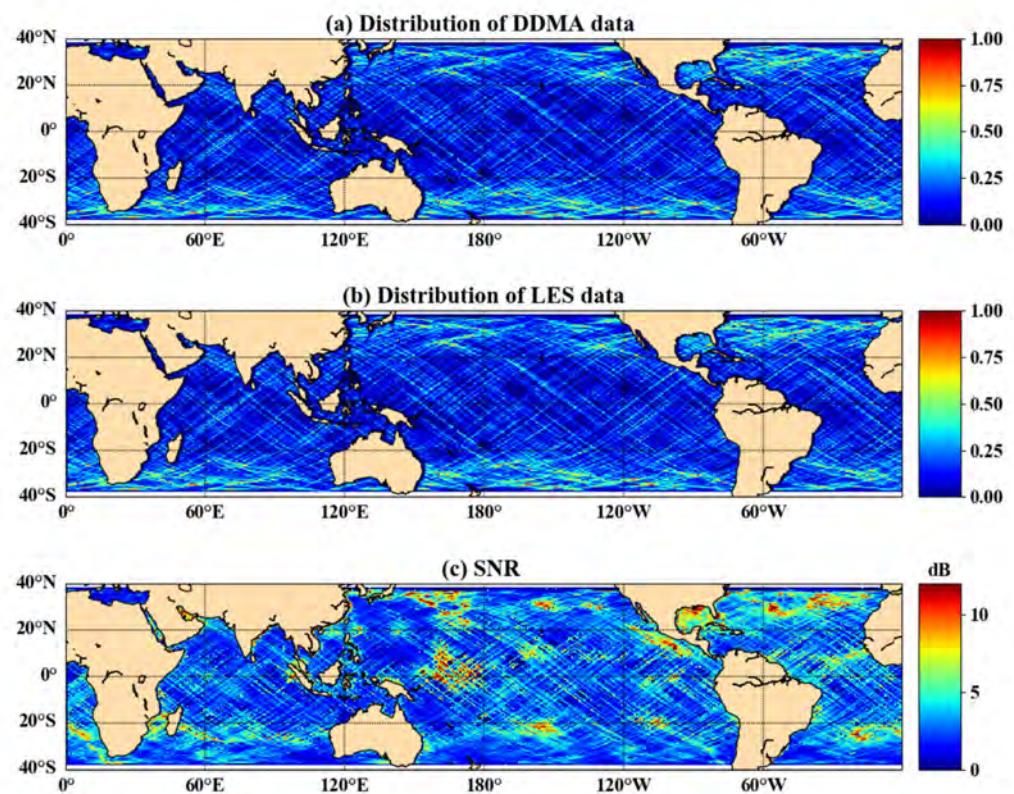 (a) Distribution of DDMA data
40°N
20°N
0°
20°S
40°S
0° 60°E 120°E 180° 120°W 60°W
1.00
0.75
0.50
0.25
0.00
(b) Distribution of LES data
40°N
20°N
0°
20°S
40°S
0° 60°E 120°E 180° 120°W 60°W
1.00
0.75
0.50
0.25
0.00
(c) SNR
40°N
20°N
0°
20°S
40°S
0° 60°E 120°E 180° 120°W 60°W
dB
10
5
0